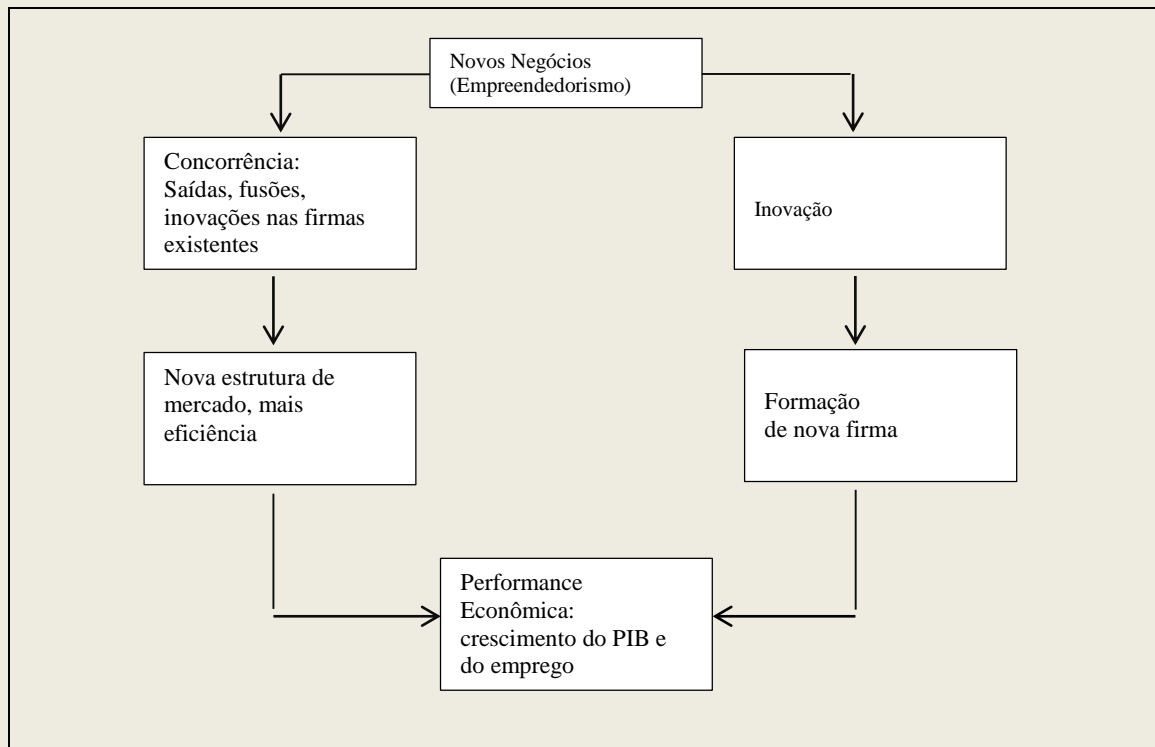 Novos Negócios
(Empreendedorismo)
Concorrência:
Saídas, fusões,
inovações nas firmas
existentes
Inovação
Nova estrutura de
mercado, mais
eficiência
Formação
de nova firma
Performance
Econômica:
crescimento do PIB e
do emprego